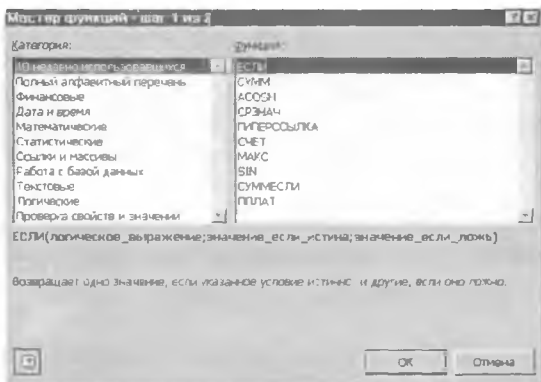 Мастер функций - шаг 1 из 2
Категория:
Функция:
10 недавно использовавшихся
Полный алфавитный перечень
Финансовые
Дата и время
Математические
Статистические
Ссылки и массивы
Работа с базой данных
Текстовые
Логические
Проверка свойств и значений
ЕСЛИ
СУММ
ACOSH
СРЗНАЧ
ГИПЕРССЫЛКА
СЧЕТ
МАКС
SIN
СУММЕСЛИ
ППЛАТ
ЕСЛИ(логическое_выражение;значение_если_истина;значение_если_ложь)
Возвращает одно значение, если указанное условие истинно и другие, если оно ложно.
ОК
Отмена